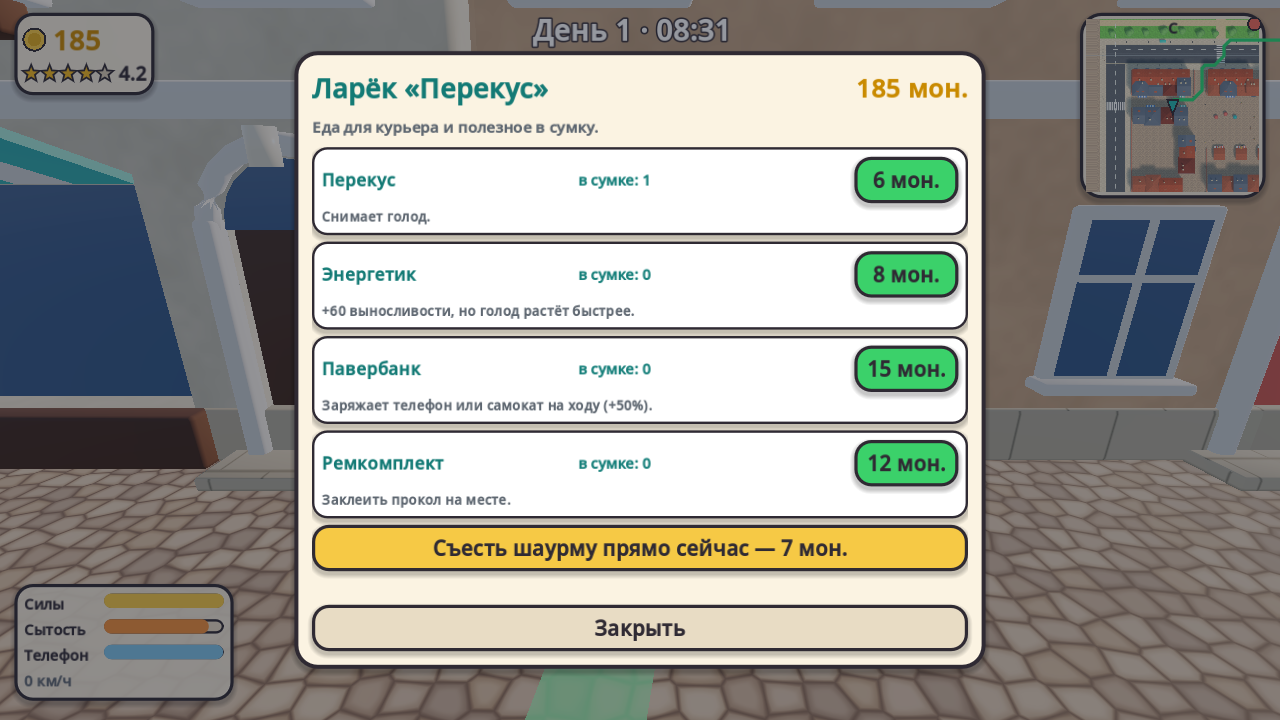 185
4.2
День 1 · 08:31
С
Ларёк «Перекус»
185 мон.
Еда для курьера и полезное в сумку.
Перекус
в сумке: 1
6 мон.
Снимает голод.
Энергетик
в сумке: 0
8 мон.
+60 выносливости, но голод растёт быстрее.
Павербанк
в сумке: 0
15 мон.
Заряжает телефон или самокат на ходу (+50%).
Ремкомплект
в сумке: 0
12 мон.
Заклеить прокол на месте.
Съесть шаурму прямо сейчас — 7 мон.
Закрыть
Силы
Сытость
Телефон
0 км/ч